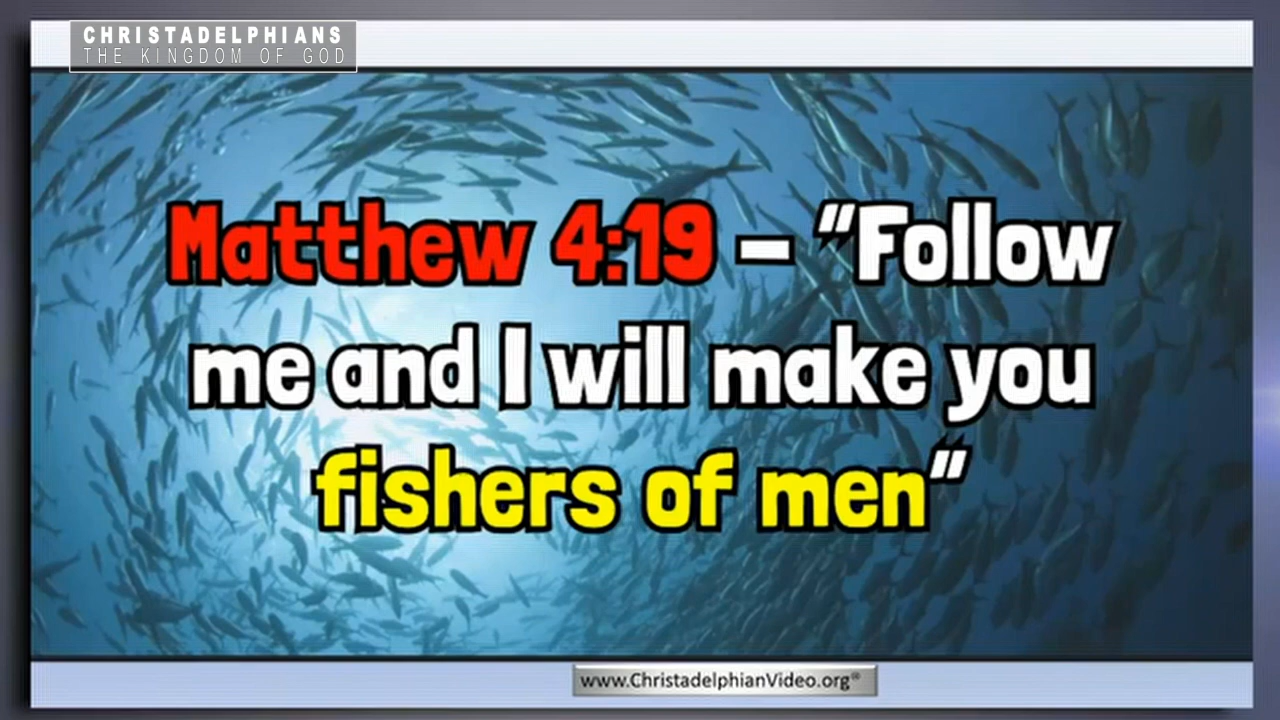 CHRISTADELPHIANS
THE KINGDOM OF GOD
Matthew 4:19 – "Follow
me and I will make you
fishers of men"
www.ChristadelphianVideo.org®